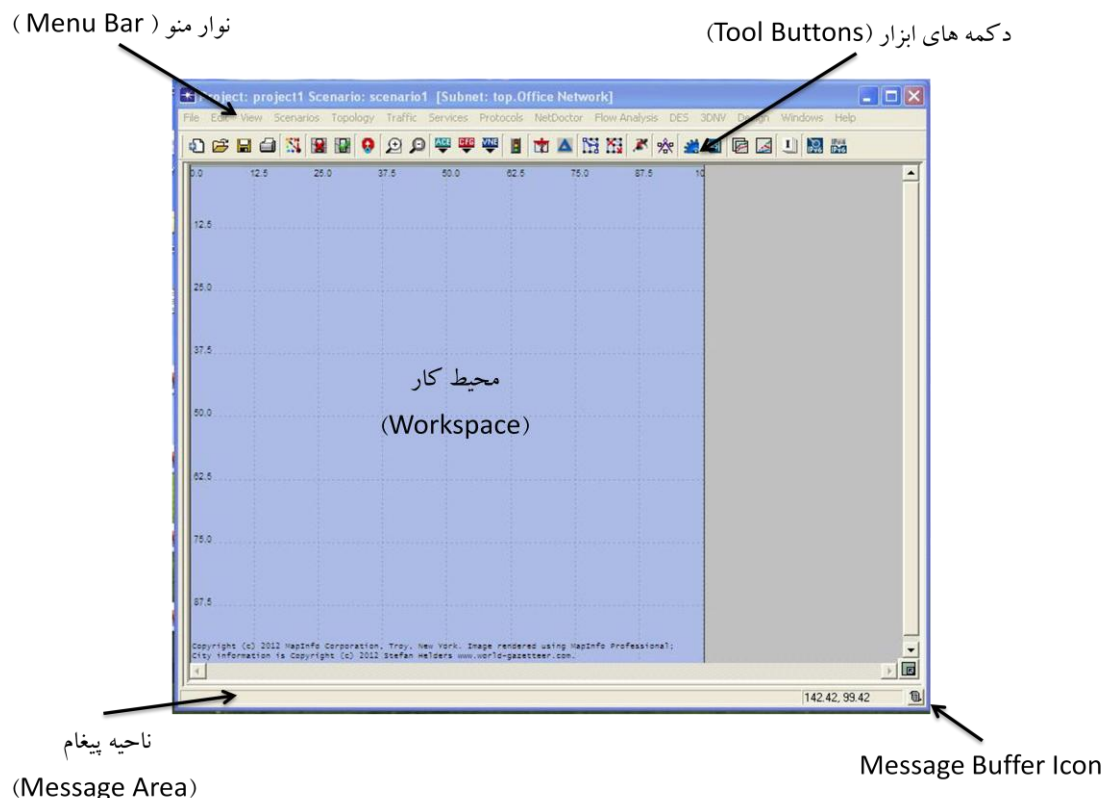 نوار منو ( Menu Bar )
دکمه های ابزار (Tool Buttons)
Project: project1 Scenario: scenario1 [Subnet: top.Office Network]
File Edit View Scenarios Topology Traffic Services Protocols NetDoctor Flow Analysis DES 3DNV Design Windows Help
0.0 12.5 25.0 37.5 50.0 62.5 75.0 87.5 10
12.5
25.0
37.5
محیط کار
50.0
(Workspace)
62.5
75.0
87.5
Copyright (c) 2012 MapInfo Corporation, Troy, New York. Image rendered using MapInfo Professional;
City information is Copyright (c) 2012 Stefan Helders www.world-gazetteer.com.
142.42, 99.42
ناحیه پیغام
(Message Area)
Message Buffer Icon